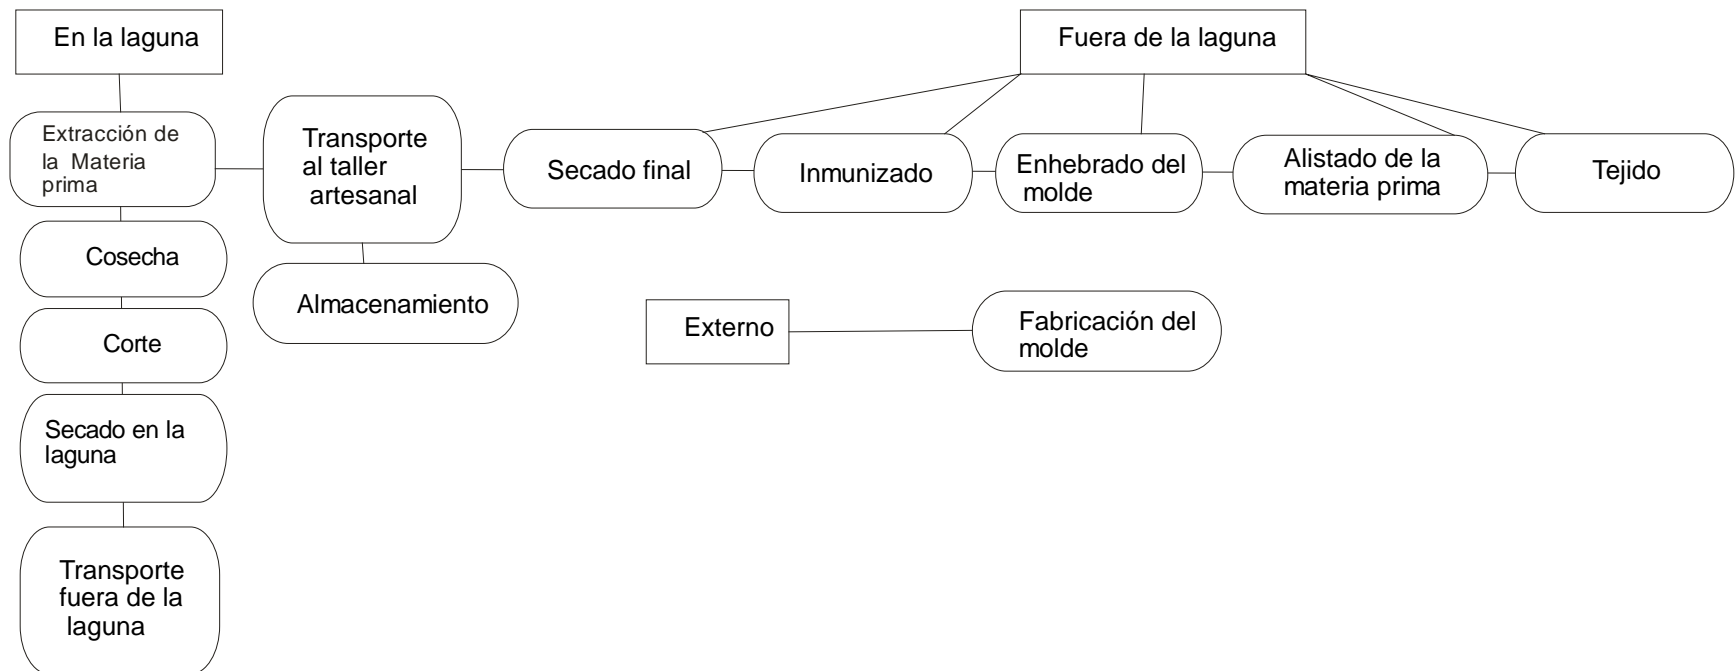 En la laguna
Fuera de la laguna
Extracción de
la Materia
prima
Transporte
al taller
artesanal
Secado final
Inmunizado
Enhebrado del
molde
Alistado de la
materia prima
Tejido
Cosecha
Almacenamiento
Externo
Fabricación del
molde
Corte
Secado en la
laguna
Transporte
fuera de la
laguna